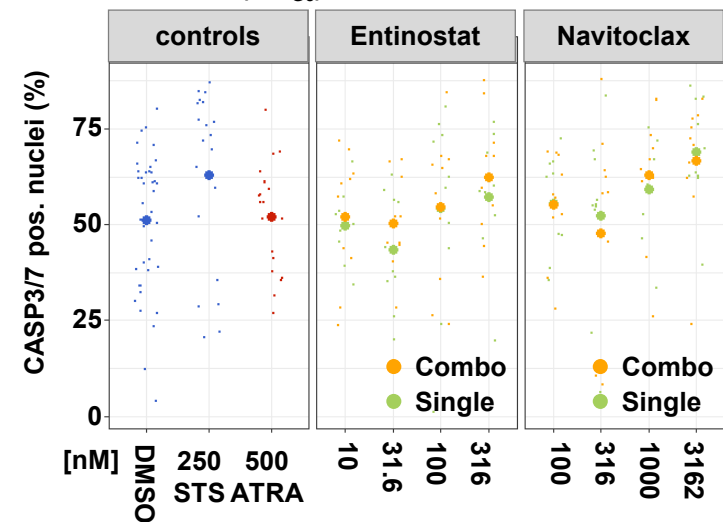 controls
Entinostat
Navitoclax
CASP3/7 pos. nuclei (%)
75
50
25
0
Combo
Single
Combo
Single
[nM]
DMSO
250
STS
500
ATRA
10
31.6
100
316
100
316
1000
3162